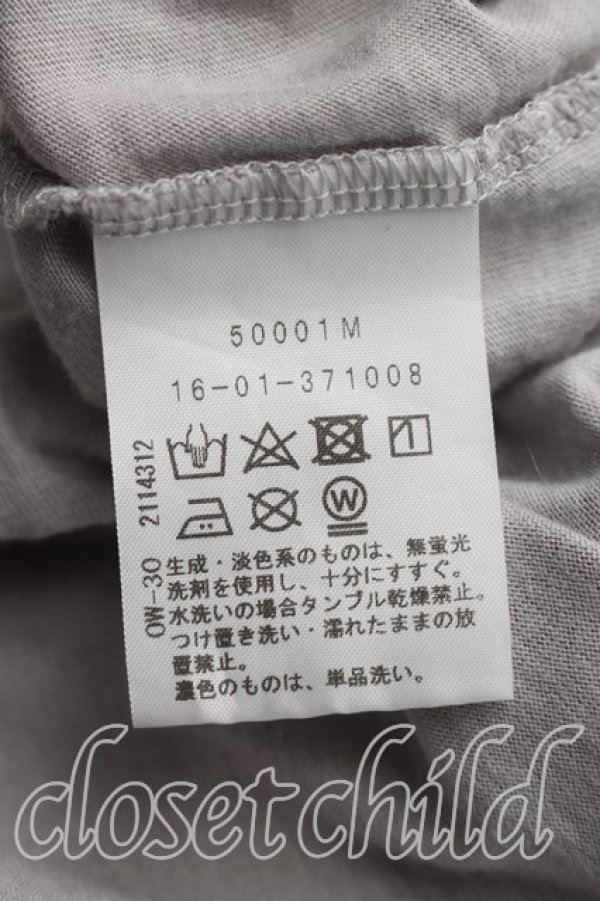 50001M
16-01-371008
OW-30 2114312
W
生成・淡色系のものは、無蛍光
洗剤を使用し、十分にすすぐ。
水洗いの場合タンブル乾燥禁止。
つけ置き洗い・濡れたままの放
置禁止。
濃色のものは、単品洗い。
closet child